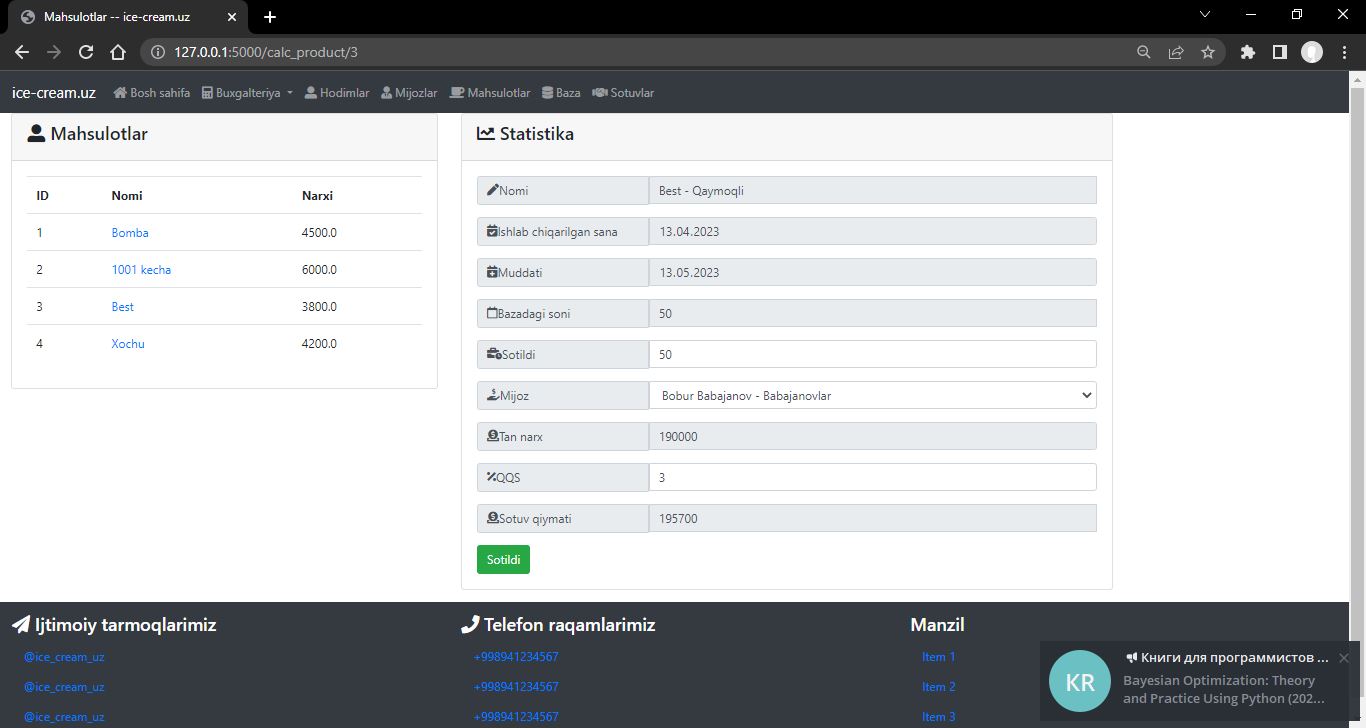 Mahsulotlar -- ice-cream.uz
127.0.0.1:5000/calc_product/3
ice-cream.uz Bosh sahifa Buxgalteriya Hodimlar Mijozlar Mahsulotlar Baza Sotuvlar
Mahsulotlar
ID Nomi Narxi
1 Bomba 4500.0
2 1001 kecha 6000.0
3 Best 3800.0
4 Xochu 4200.0
Statistika
Nomi Best - Qaymoqli
Ishlab chiqarilgan sana 13.04.2023
Muddati 13.05.2023
Bazadagi soni 50
Sotildi 50
Mijoz Bobur Babajanov - Babajanovlar
Tan narx 190000
QQS 3
Sotuv qiymati 195700
Sotildi
Ijtimoiy tarmoqlarimiz
@ice_cream_uz
@ice_cream_uz
@ice_cream_uz
Telefon raqamlarimiz
+998941234567
+998941234567
+998941234567
Manzil
Item 1
Item 2
Item 3
KR
Книги для программистов ...
Bayesian Optimization: Theory
and Practice Using Python (202...